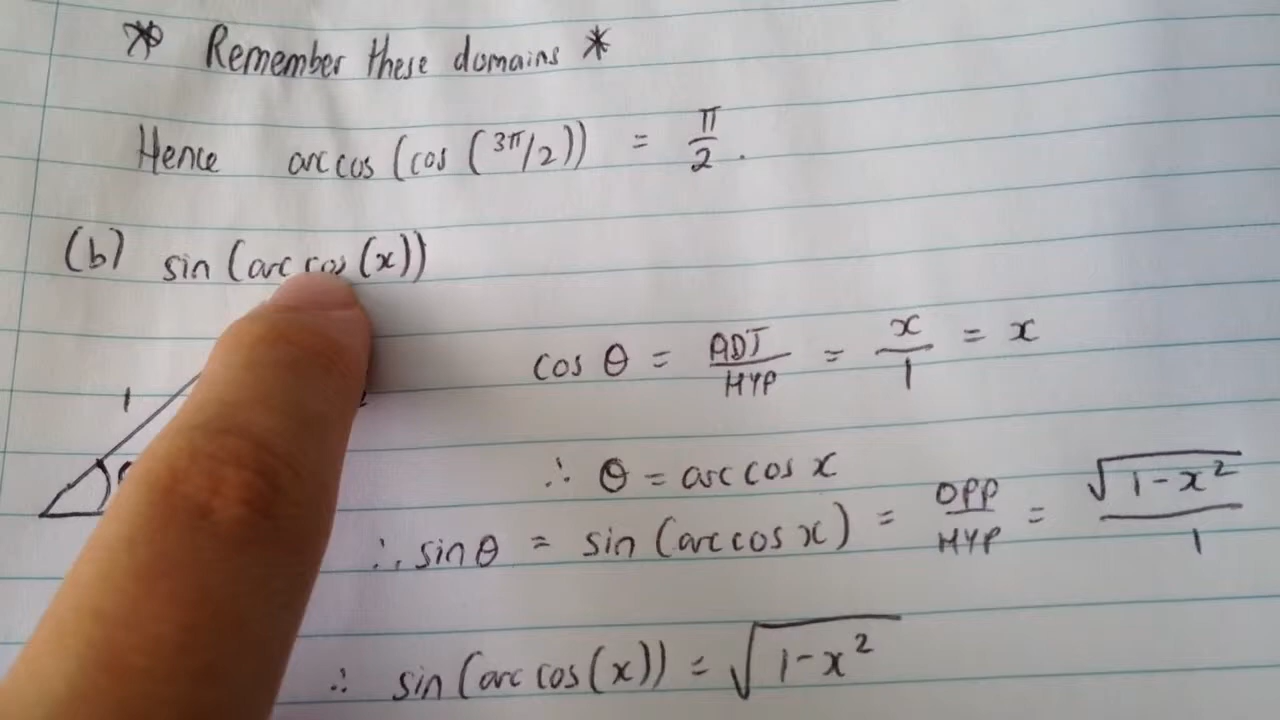 ** Remember these domains *
Hence arccos(cos(3π/2)) = π/2.
(b) sin(arccos(x))
cos θ = ADJ/HYP = x/1 = x
1
∴ θ = arccos x
∴ sinθ = sin(arccos x) = OPP/HYP = √(1-x²)/1
∴ sin(arccos(x)) = √(1-x²)